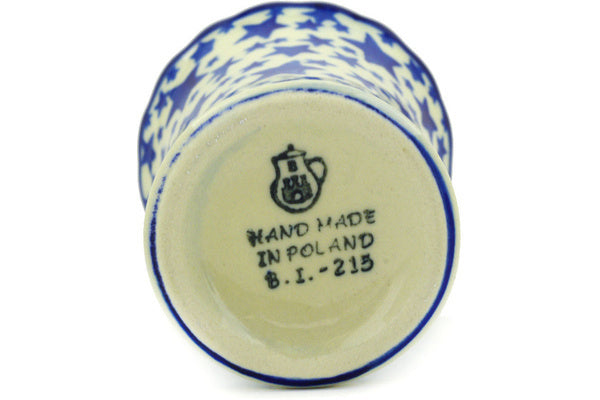 B
HAND MADE
IN POLAND
B.I.-215